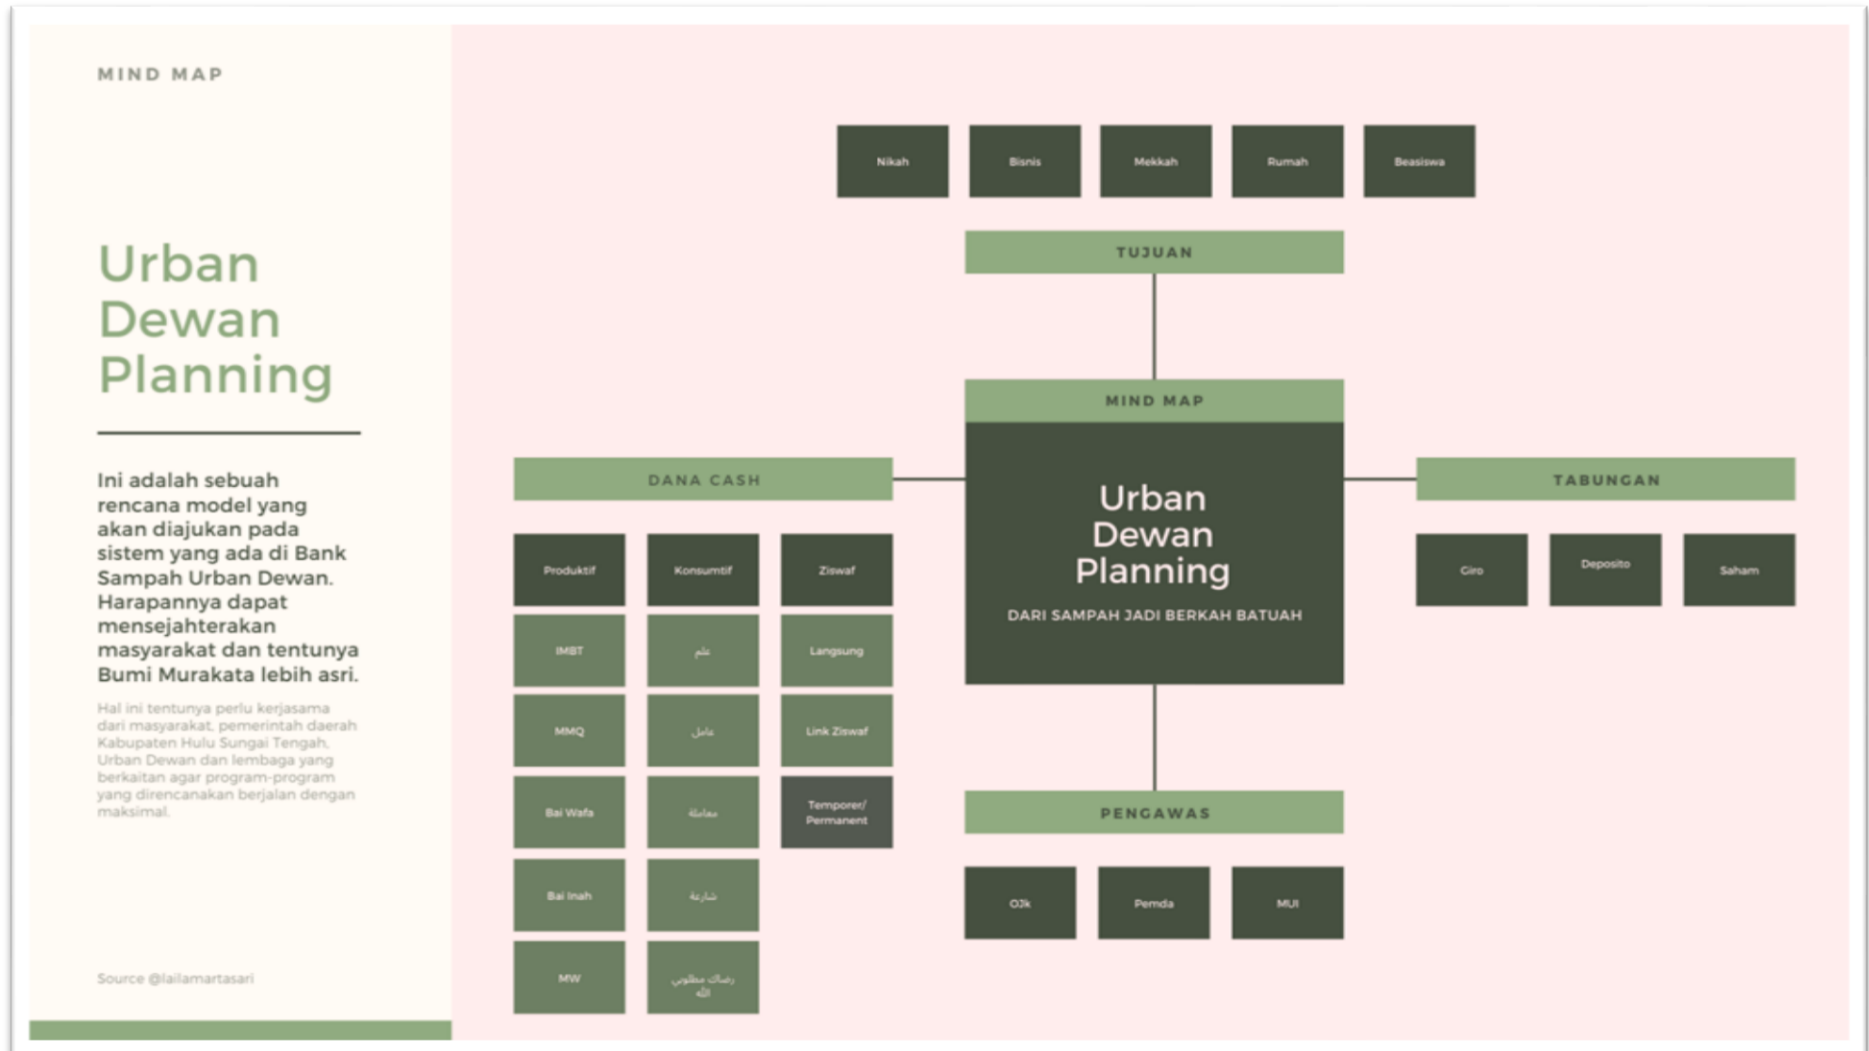 MIND MAP
Urban
Dewan
Planning
Ini adalah sebuah
rencana model yang
akan diajukan pada
sistem yang ada di Bank
Sampah Urban Dewan.
Harapannya dapat
mensejahterakan
masyarakat dan tentunya
Bumi Murakata lebih asri.
Hal ini tentunya perlu kerjasama
dari masyarakat, pemerintah daerah
Kabupaten Hulu Sungai Tengah,
Urban Dewan dan lembaga yang
berkaitan agar program-program
yang direncanakan berjalan dengan
maksimal.
Source @lailamartasari
Nikah
Bisnis
Mekkah
Rumah
Beasiswa
TUJUAN
MIND MAP
Urban
Dewan
Planning
DARI SAMPAH JADI BERKAH BATUAH
DANA CASH
Produktif
Konsumtif
Ziswaf
IMBT
علم
Langsung
MMQ
عامل
Link Ziswaf
Bai Wafa
معاملة
Temporer/
Permanent
Bai Inah
شارعة
MW
رضاك مطلوبي
الله
TABUNGAN
Giro
Deposito
Saham
PENGAWAS
OJk
Pemda
MUI